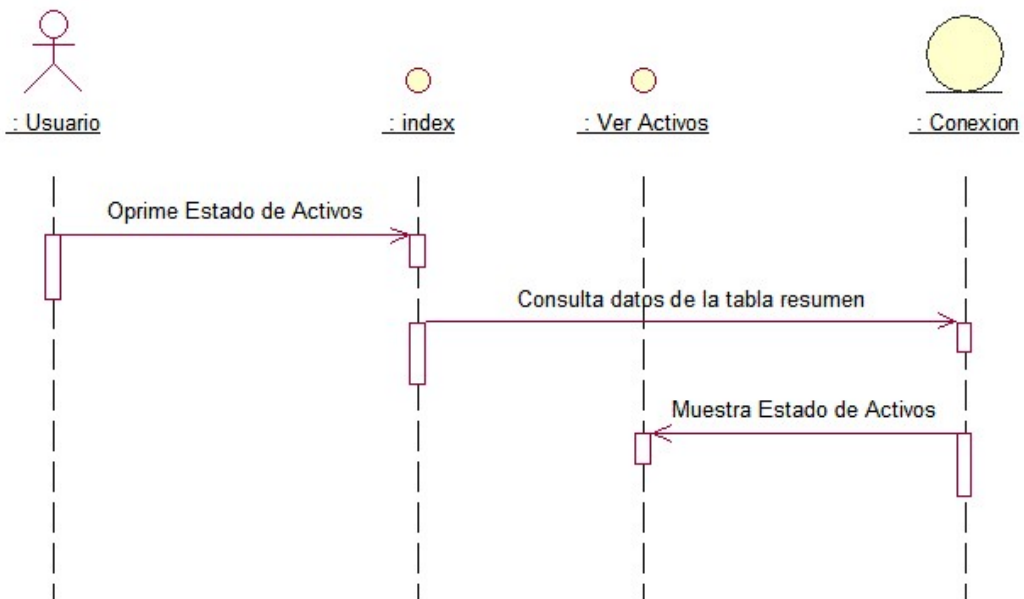 : Usuario
: index
: Ver Activos
: Conexion
Oprime Estado de Activos
Consulta datos de la tabla resumen
Muestra Estado de Activos